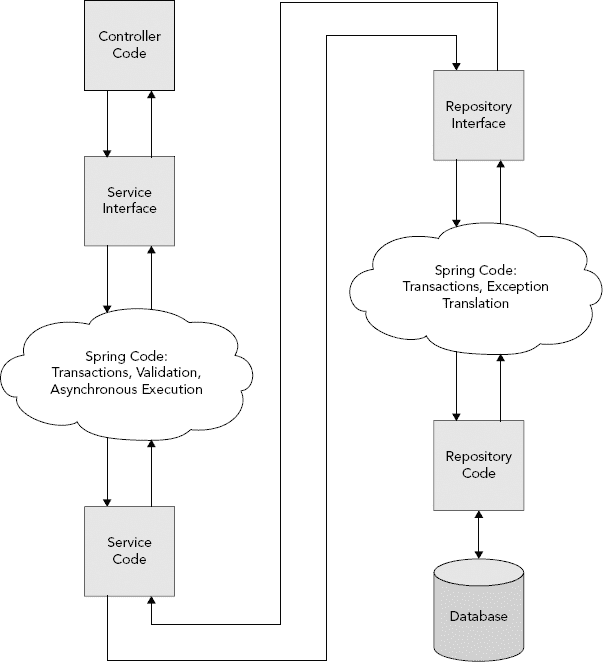 Controller
Code
Service
Interface
Spring Code:
Transactions, Validation,
Asynchronous Execution
Service
Code
Repository
Interface
Spring Code:
Transactions, Exception
Translation
Repository
Code
Database